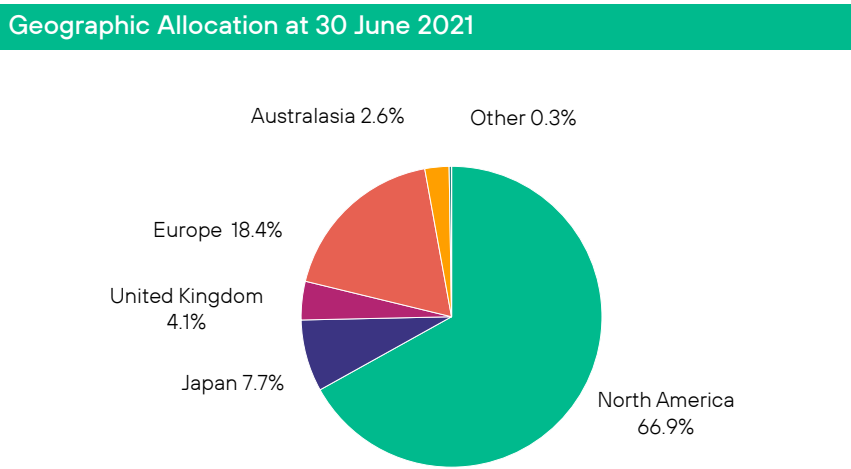 Geographic Allocation at 30 June 2021
Australasia 2.6%
Other 0.3%
Europe 18.4%
United Kingdom
4.1%
Japan 7.7%
North America
66.9%